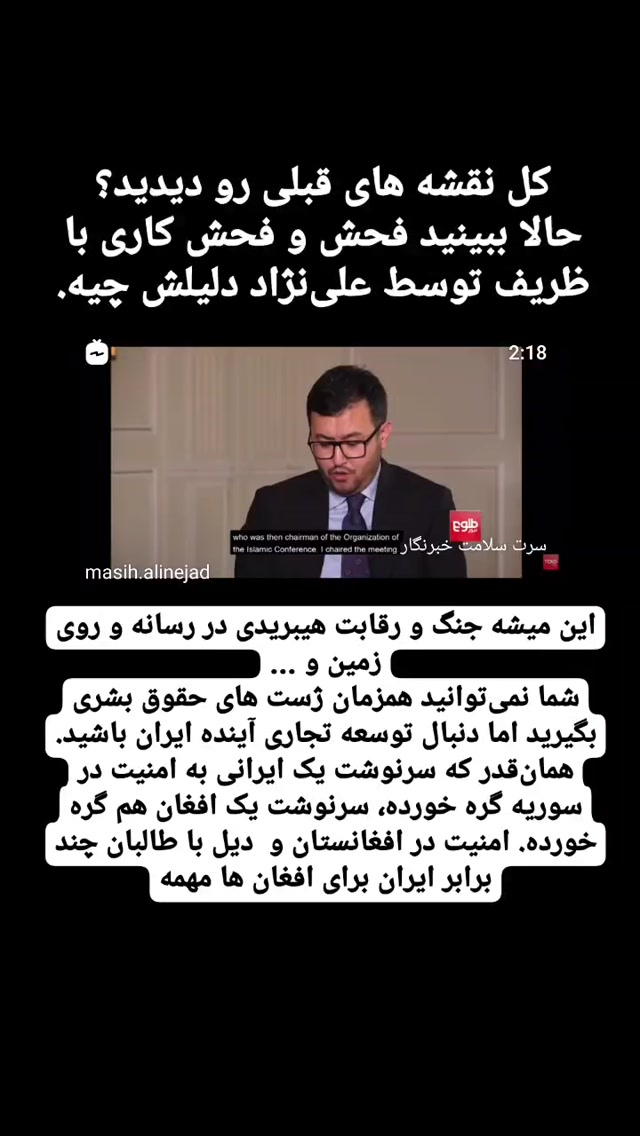 کل نقشه های قبلی رو دیدید؟
حالا ببینید فحش و فحش کاری با
ظریف توسط علی‌نژاد دلیلش چیه.
2:18
طلوع
نیوز
who was then chairman of the Organization of
the Islamic Conference. I chaired the meeting
سرت سلامت خبرنگار
TOLO
masih.alinejad
این میشه جنگ و رقابت هیبریدی در رسانه و روی
زمین و ...
شما نمی‌توانید همزمان ژست های حقوق بشری
بگیرید اما دنبال توسعه تجاری آینده ایران باشید.
همان‌قدر که سرنوشت یک ایرانی به امنیت در
سوریه گره خورده، سرنوشت یک افغان هم گره
خورده. امنیت در افغانستان و دیل با طالبان چند
برابر ایران برای افغان ها مهمه